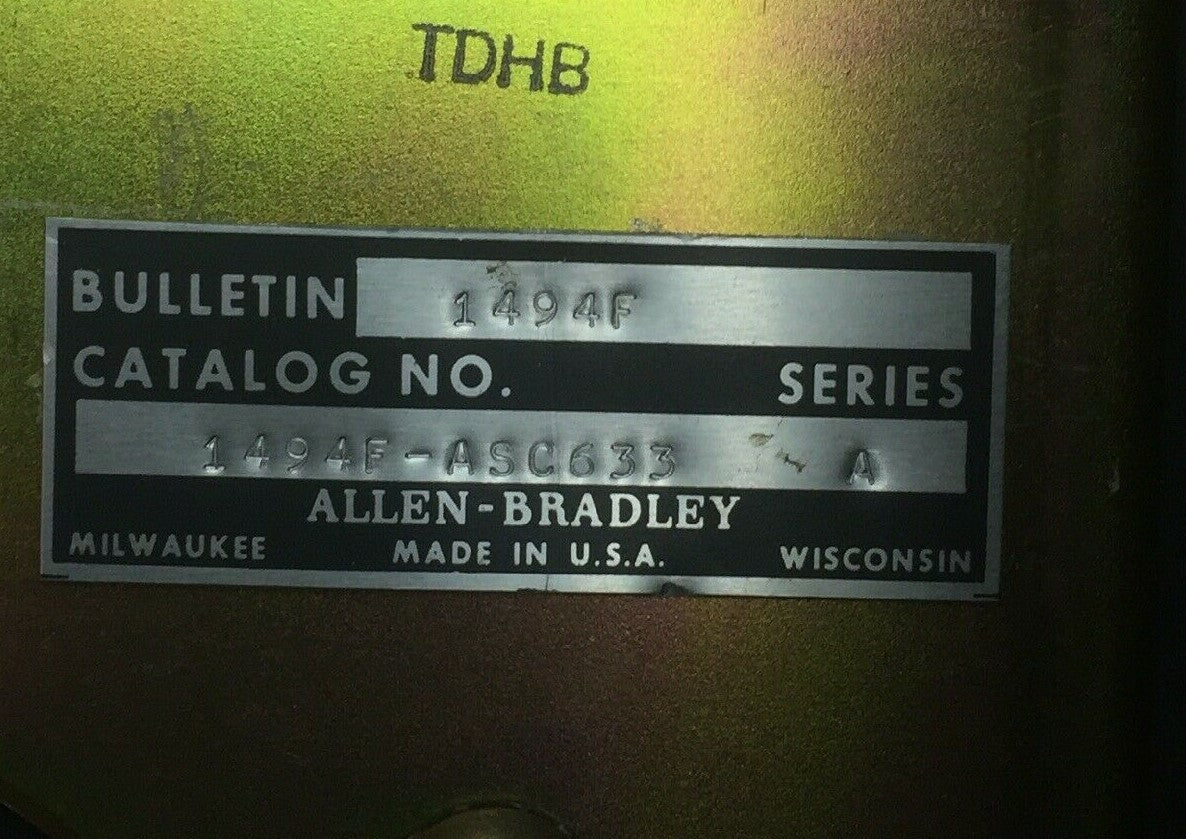 TDHB
BULLETIN 1494F
CATALOG NO. SERIES
1494F-ASC633 A
ALLEN-BRADLEY
MILWAUKEE MADE IN U.S.A. WISCONSIN